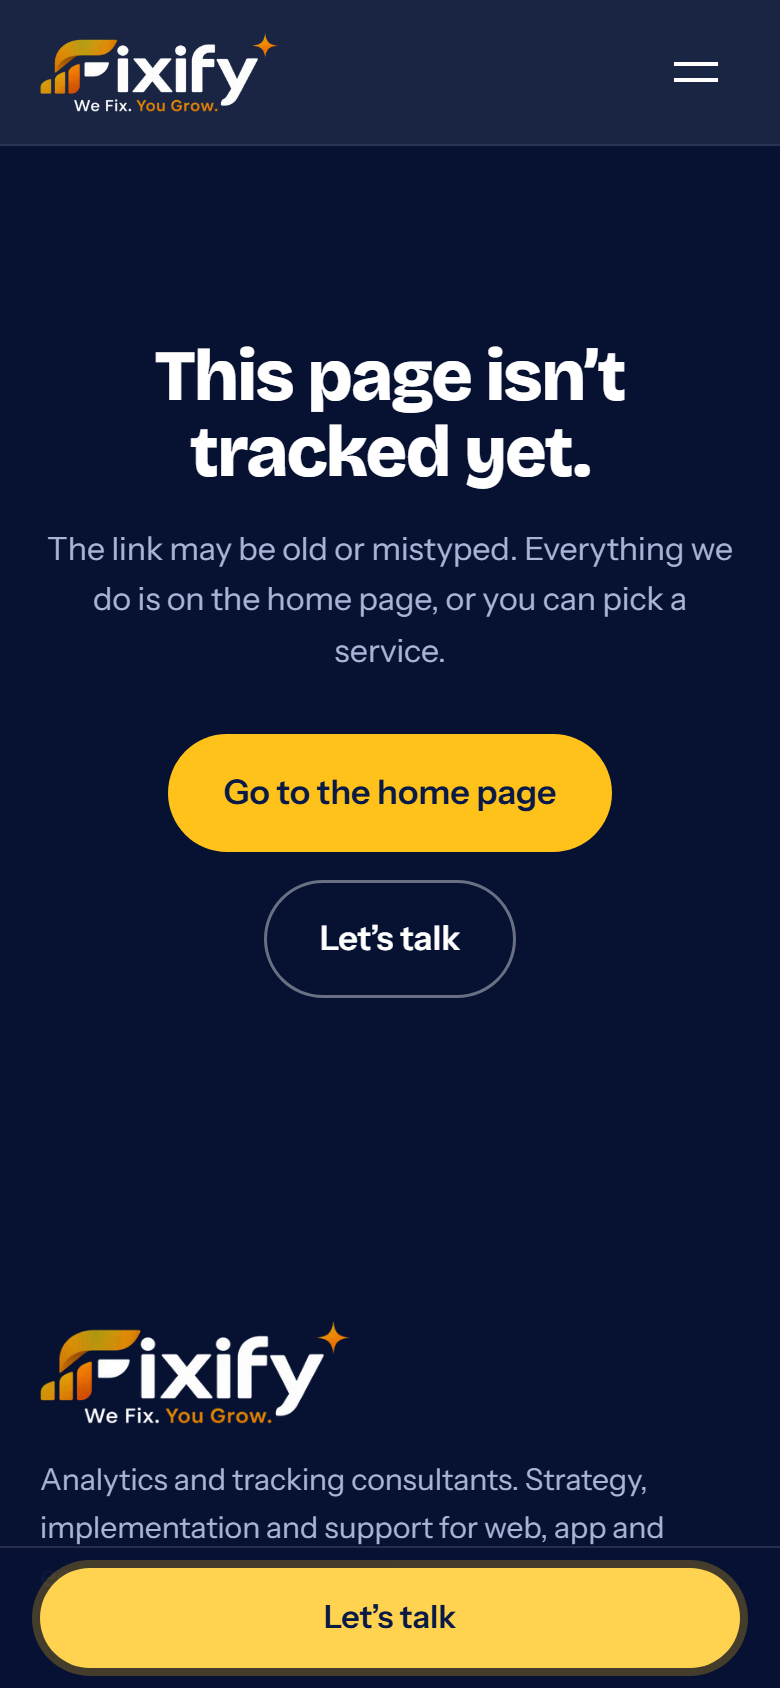 Fixify
We Fix. You Grow.
This page isn’t
tracked yet.
The link may be old or mistyped. Everything we
do is on the home page, or you can pick a
service.
Go to the home page
Let’s talk
Fixify
We Fix. You Grow.
Analytics and tracking consultants. Strategy,
implementation and support for web, app and
Let’s talk